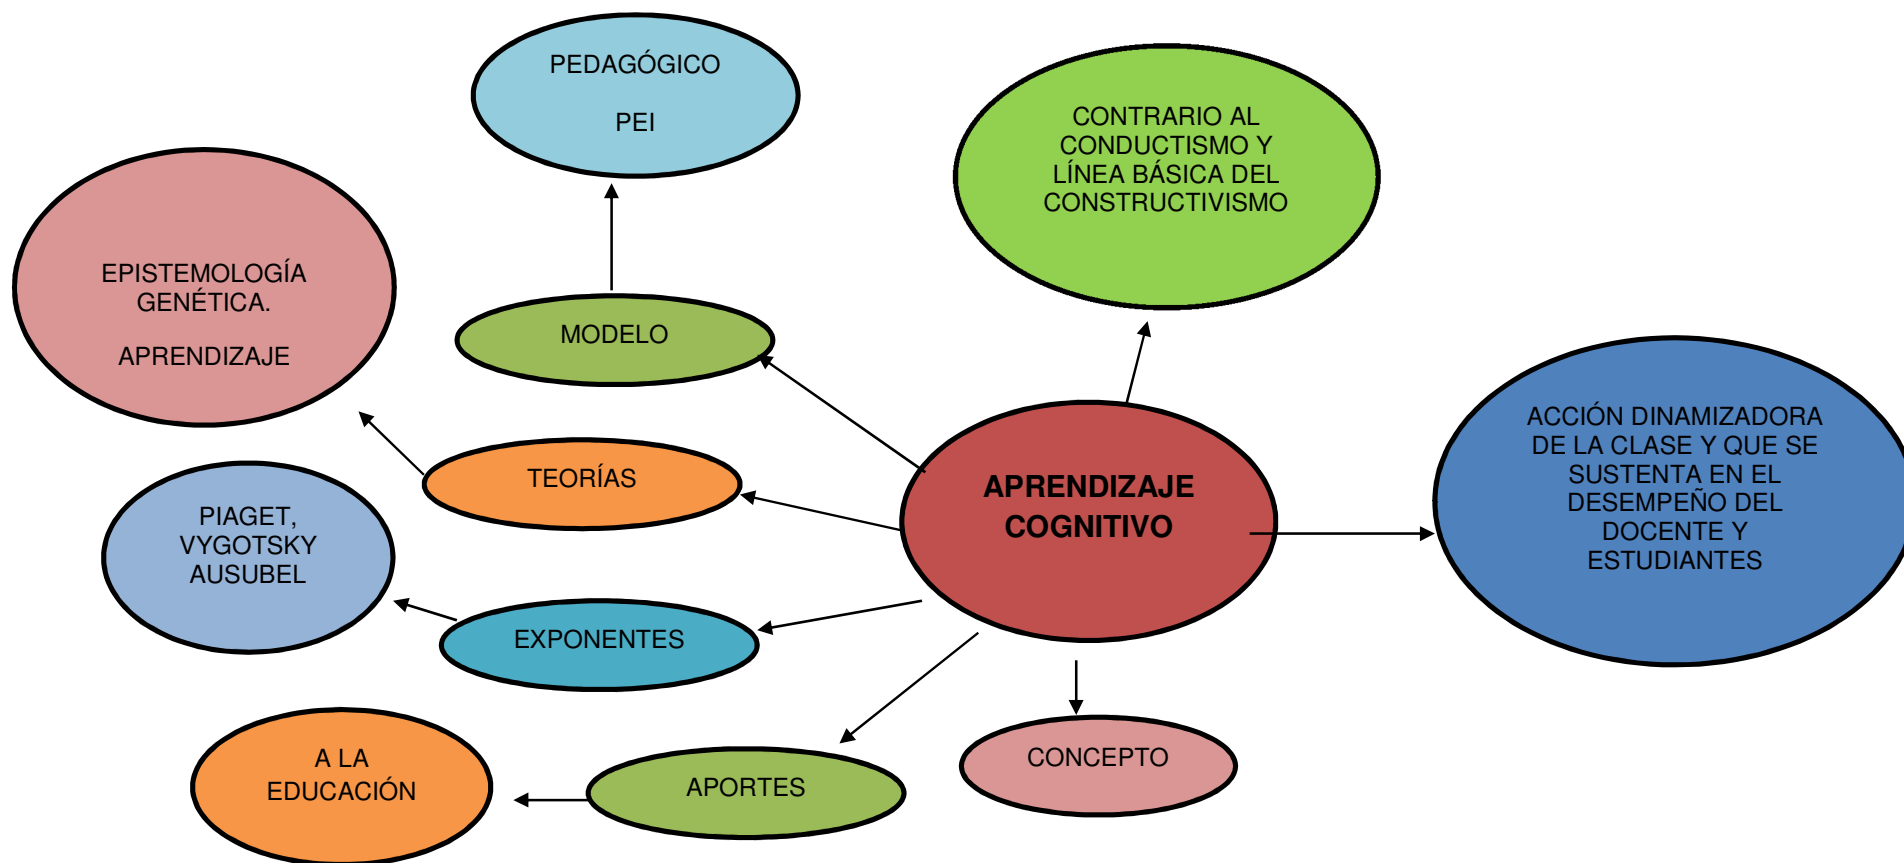 PEDAGÓGICO
PEI
CONTRARIO AL
CONDUCTISMO Y
LÍNEA BÁSICA DEL
CONSTRUCTIVISMO
EPISTEMOLOGÍA
GENÉTICA.
APRENDIZAJE
MODELO
ACCIÓN DINAMIZADORA
DE LA CLASE Y QUE SE
SUSTENTA EN EL
DESEMPEÑO DEL
DOCENTE Y
ESTUDIANTES
TEORÍAS
APRENDIZAJE
COGNITIVO
PIAGET,
VYGOTSKY
AUSUBEL
EXPONENTES
A LA
EDUCACIÓN
APORTES
CONCEPTO